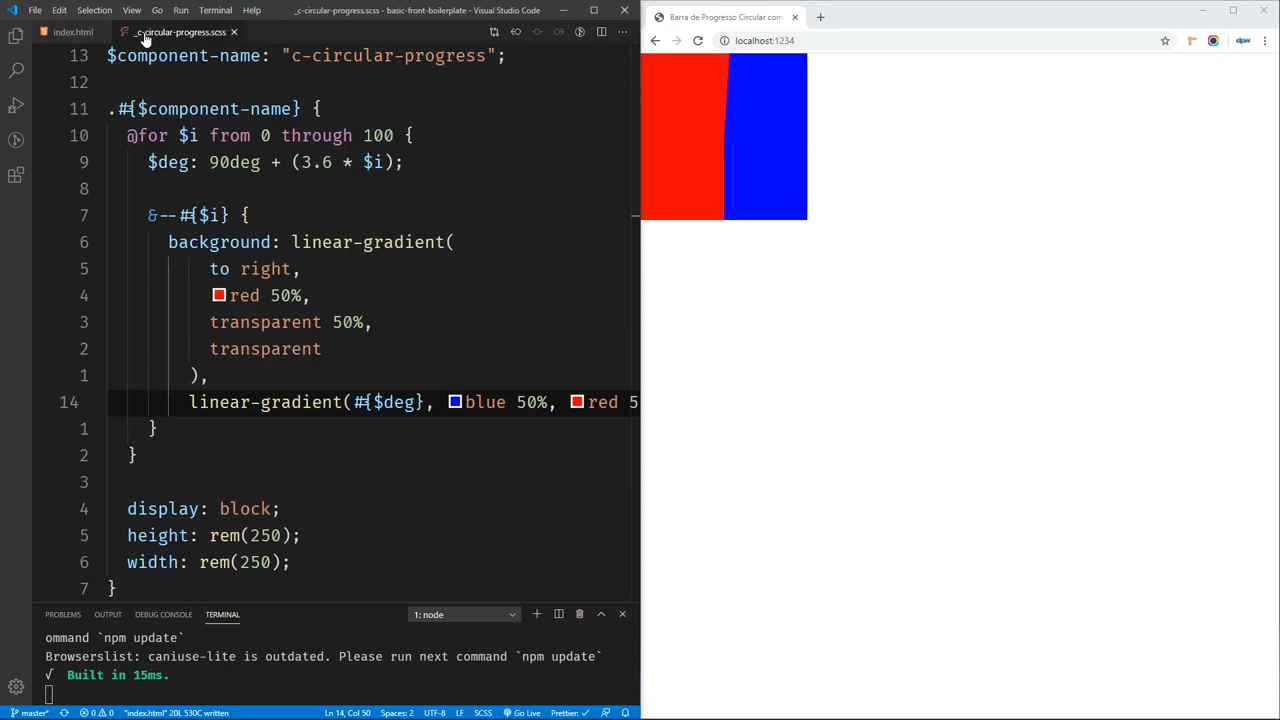 File Edit Selection View Go Run Terminal Help _c-circular-progress.scss - basic-front-boilerplate - Visual Studio Code
index.html _c-circular-progress.scss
13 $component-name: "c-circular-progress";
12
11 .#{$component-name} {
10 @for $i from 0 through 100 {
9 $deg: 90deg + (3.6 * $i);
8
7 &--#{$i} {
6 background: linear-gradient(
5 to right,
4 red 50%,
3 transparent 50%,
2 transparent
1 ),
14 linear-gradient(#{$deg}, blue 50%, red 5
1 }
2 }
3
4 display: block;
5 height: rem(250);
6 width: rem(250);
7 }
PROBLEMS OUTPUT DEBUG CONSOLE TERMINAL 1: node
ommand `npm update`
Browserslist: caniuse-lite is outdated. Please run next command `npm update`
√ Built in 15ms.
master* 0 0 "index.html" 20L 530C written Ln 14, Col 50 Spaces: 2 UTF-8 LF SCSS Go Live Prettier: ✓
Barra de Progresso Circular com
localhost:1234
dpw